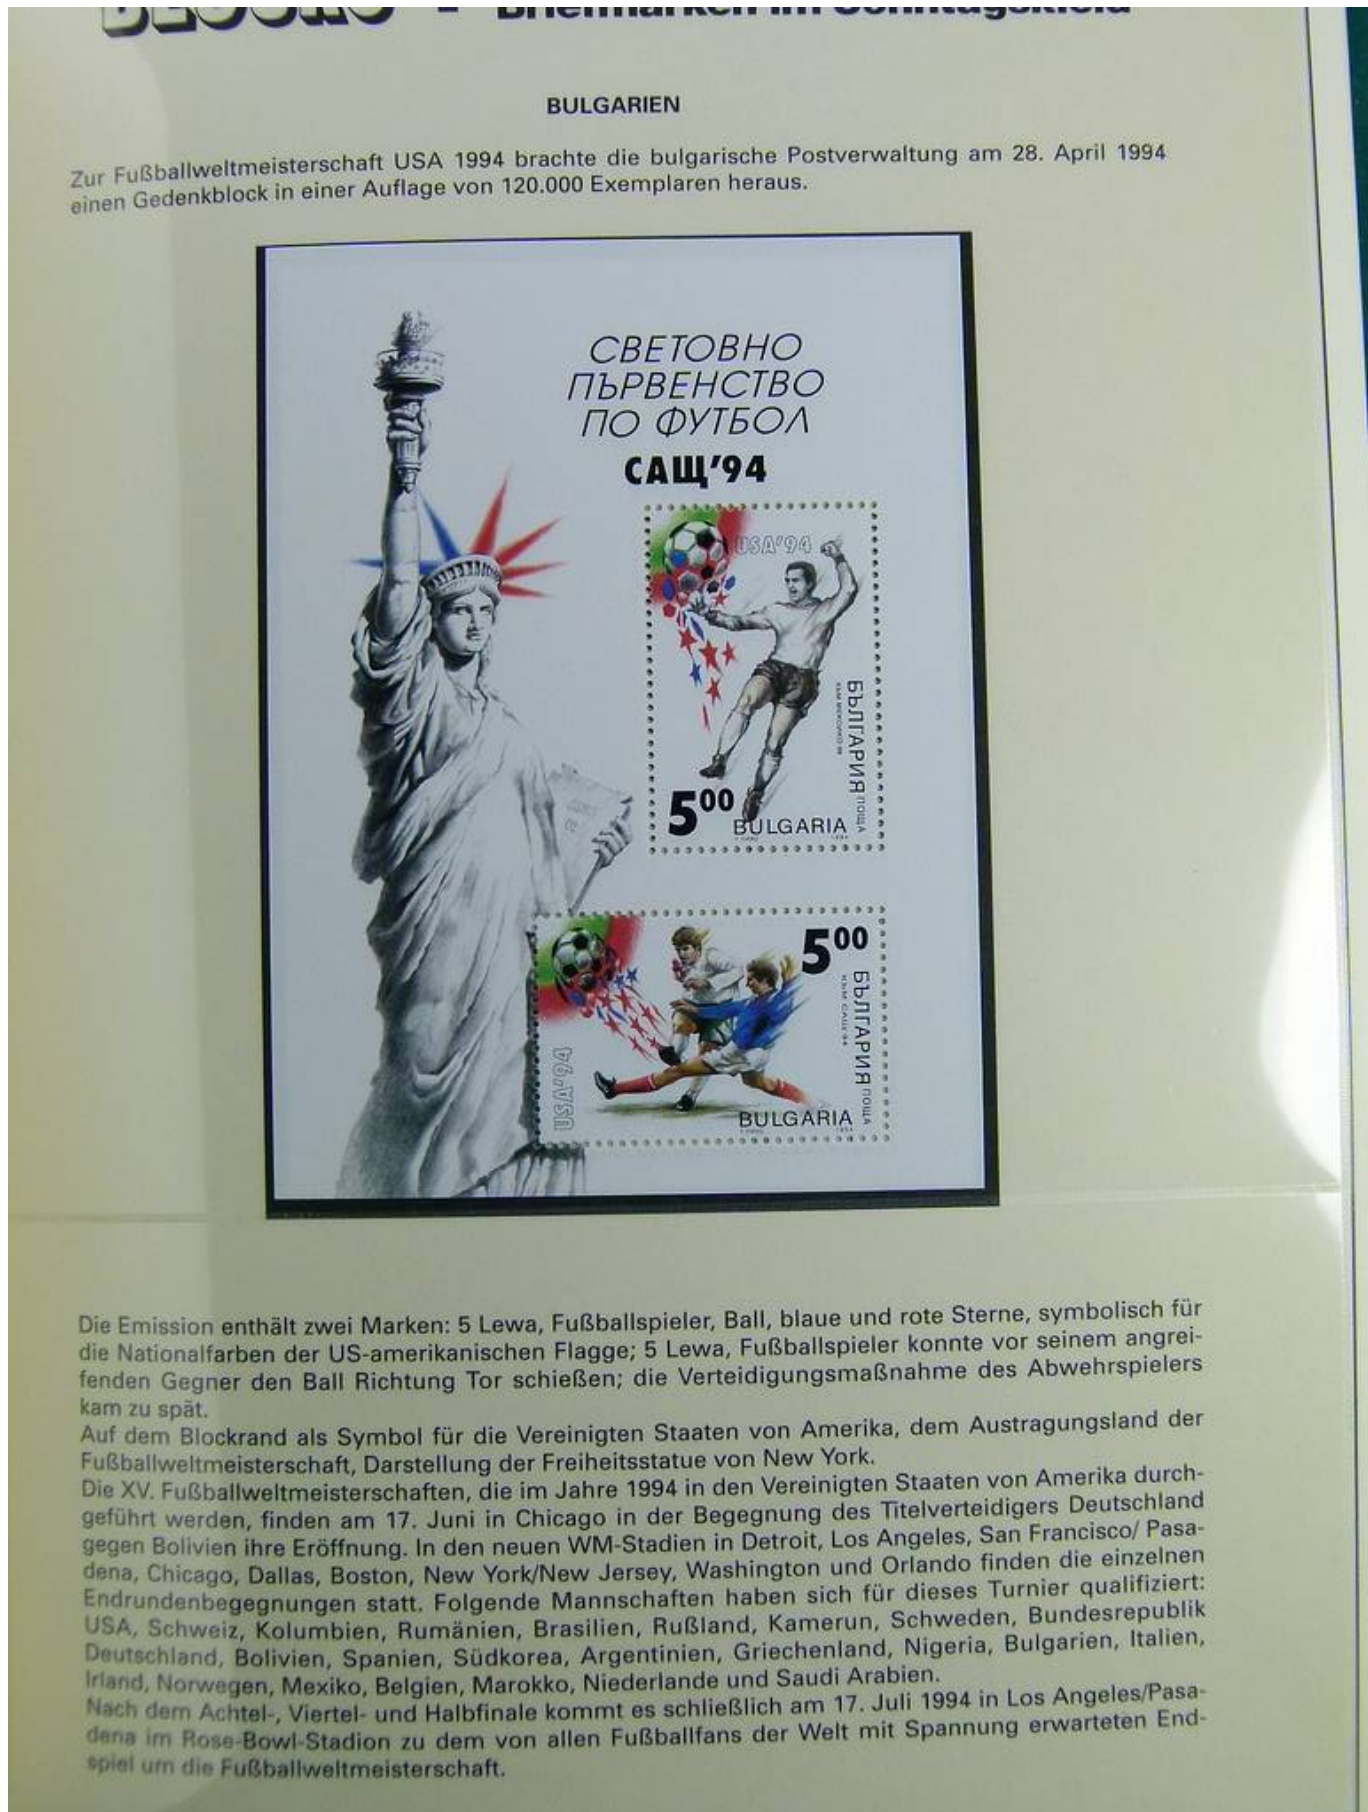 BLOCKS - Briefmarken im Sonntagskleid
BULGARIEN
Zur Fußballweltmeisterschaft USA 1994 brachte die bulgarische Postverwaltung am 28. April 1994
einen Gedenkblock in einer Auflage von 120.000 Exemplaren heraus.
СВЕТОВНО
ПЪРВЕНСТВО
ПО ФУТБОЛ
САЩ'94
USA'94
БЪЛГАРИЯ ПОЩА
500
BULGARIA
1994
500
БЪЛГАРИЯ ПОЩА
КЪМ САЩ'94
USA'94
BULGARIA
1994
Die Emission enthält zwei Marken: 5 Lewa, Fußballspieler, Ball, blaue und rote Sterne, symbolisch für
die Nationalfarben der US-amerikanischen Flagge; 5 Lewa, Fußballspieler konnte vor seinem angrei-
fenden Gegner den Ball Richtung Tor schießen; die Verteidigungsmaßnahme des Abwehrspielers
kam zu spät.
Auf dem Blockrand als Symbol für die Vereinigten Staaten von Amerika, dem Austragungsland der
Fußballweltmeisterschaft, Darstellung der Freiheitsstatue von New York.
Die XV. Fußballweltmeisterschaften, die im Jahre 1994 in den Vereinigten Staaten von Amerika durch-
geführt werden, finden am 17. Juni in Chicago in der Begegnung des Titelverteidigers Deutschland
gegen Bolivien ihre Eröffnung. In den neuen WM-Stadien in Detroit, Los Angeles, San Francisco/ Pasa-
dena, Chicago, Dallas, Boston, New York/New Jersey, Washington und Orlando finden die einzelnen
Endrundenbegegnungen statt. Folgende Mannschaften haben sich für dieses Turnier qualifiziert:
USA, Schweiz, Kolumbien, Rumänien, Brasilien, Rußland, Kamerun, Schweden, Bundesrepublik
Deutschland, Bolivien, Spanien, Südkorea, Argentinien, Griechenland, Nigeria, Bulgarien, Italien,
Irland, Norwegen, Mexiko, Belgien, Marokko, Niederlande und Saudi Arabien.
Nach dem Achtel-, Viertel- und Halbfinale kommt es schließlich am 17. Juli 1994 in Los Angeles/Pasa-
dena im Rose-Bowl-Stadion zu dem von allen Fußballfans der Welt mit Spannung erwarteten End-
spiel um die Fußballweltmeisterschaft.